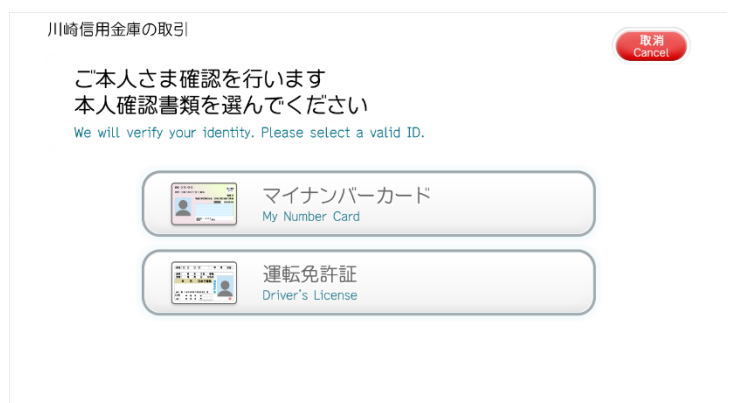 川崎信用金庫の取引
取消
Cancel
ご本人さま確認を行います
本人確認書類を選んでください
We will verify your identity. Please select a valid ID.
マイナンバーカード
My Number Card
運転免許証
Driver's License